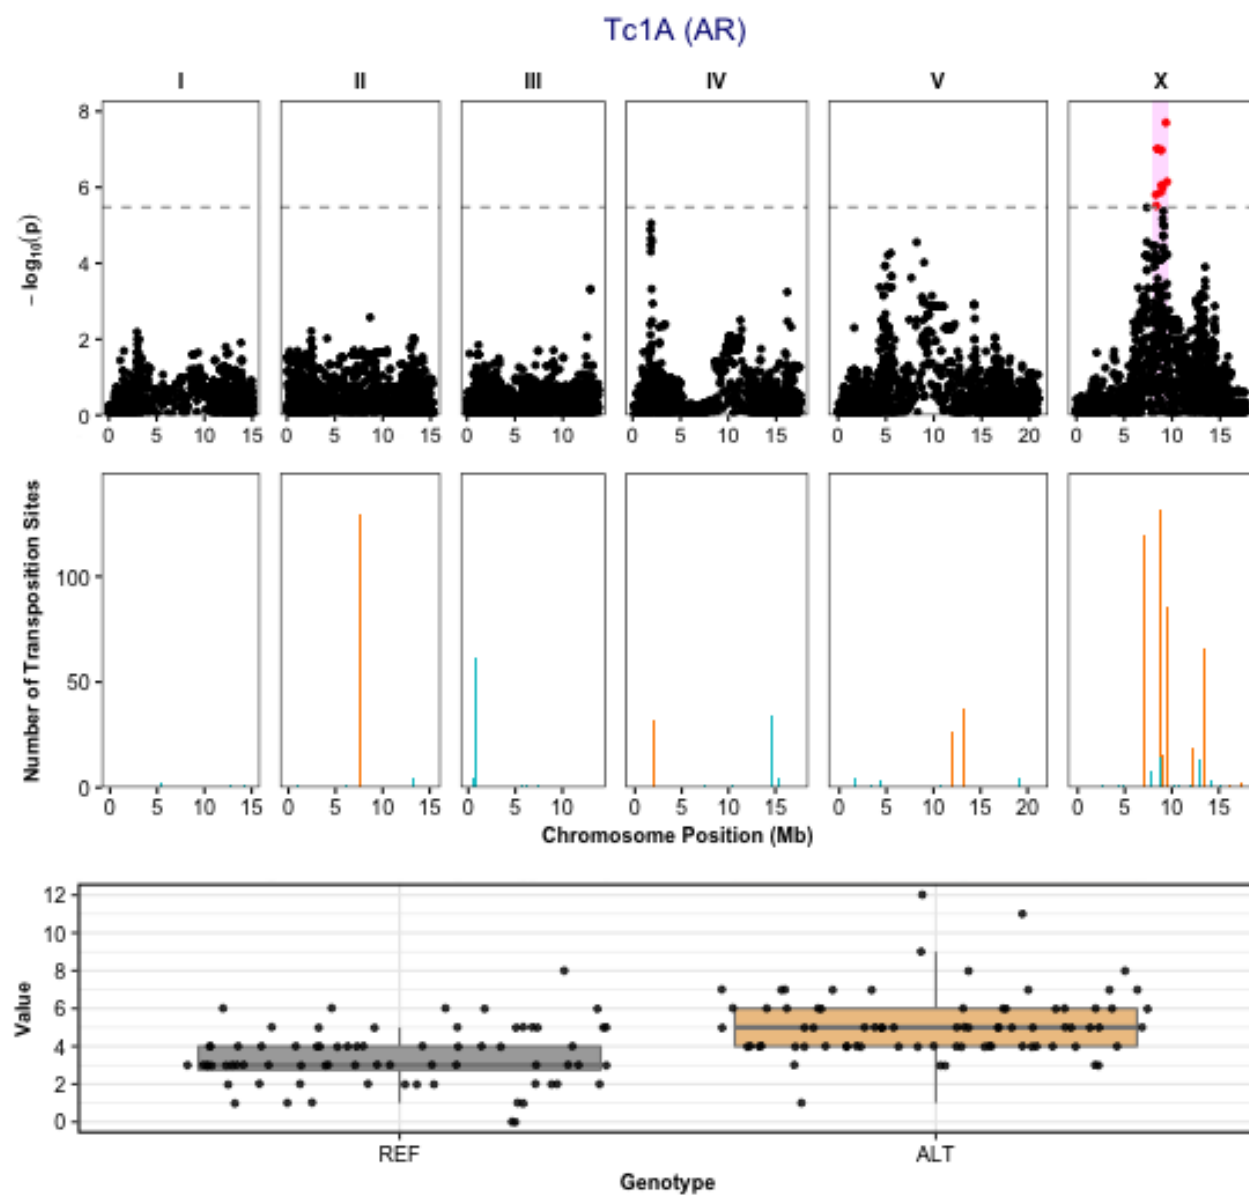 Tc1A (AR)
I II III IV V X
− log10(p)
8
6
4
2
0
0 5 10 15 0 5 10 15 0 5 10 0 5 10 15 0 5 10 15 20 0 5 10 15
Number of Transposition Sites
100
50
0
0 5 10 15 0 5 10 15 0 5 10 0 5 10 15 0 5 10 15 20 0 5 10 15
Chromosome Position (Mb)
Value
12
10
8
6
4
2
0
REF ALT
Genotype